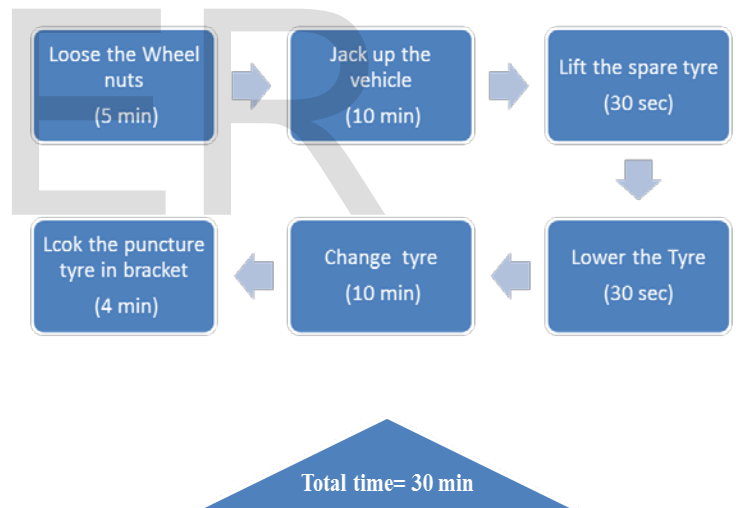 ER
Loose the Wheel
nuts
(5 min)
Jack up the
vehicle
(10 min)
Lift the spare tyre
(30 sec)
Lower the Tyre
(30 sec)
Change tyre
(10 min)
Lcok the puncture
tyre in bracket
(4 min)
Total time= 30 min